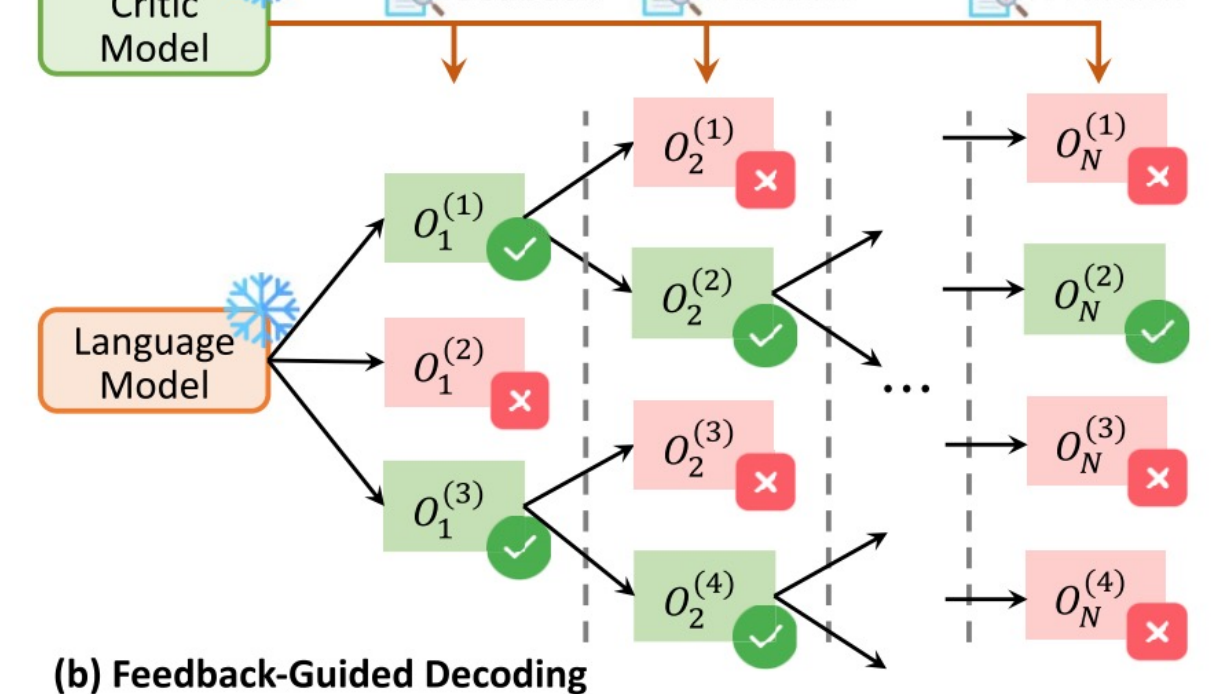 Critic
Model
O_1^{(1)}
O_1^{(2)}
O_1^{(3)}
O_2^{(1)}
O_2^{(2)}
O_2^{(3)}
O_2^{(4)}
...
O_N^{(1)}
O_N^{(2)}
O_N^{(3)}
O_N^{(4)}
Language
Model
(b) Feedback-Guided Decoding